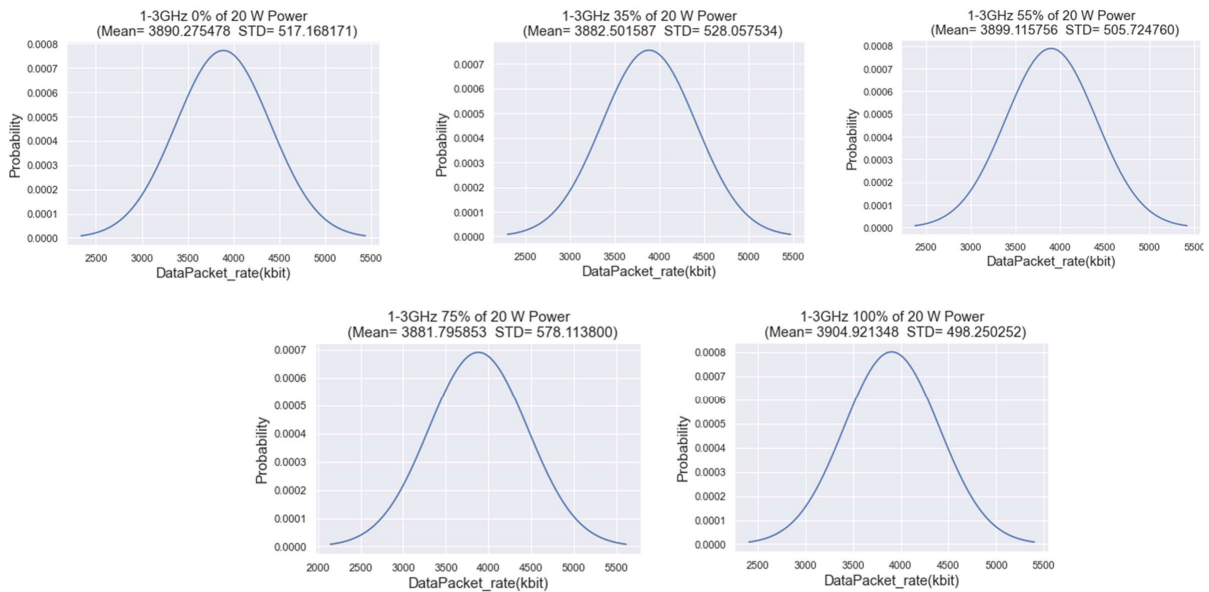 1-3GHz 0% of 20 W Power
(Mean= 3890.275478 STD= 517.168171)
0.0008
0.0007
0.0006
0.0005
0.0004
0.0003
0.0002
0.0001
0.0000
Probability
2500 3000 3500 4000 4500 5000 5500
DataPacket_rate(kbit)
1-3GHz 35% of 20 W Power
(Mean= 3882.501587 STD= 528.057534)
0.0007
0.0006
0.0005
0.0004
0.0003
0.0002
0.0001
0.0000
Probability
2500 3000 3500 4000 4500 5000 5500
DataPacket_rate(kbit)
1-3GHz 55% of 20 W Power
(Mean= 3899.115756 STD= 505.724760)
0.0008
0.0007
0.0006
0.0005
0.0004
0.0003
0.0002
0.0001
0.0000
Probability
2500 3000 3500 4000 4500 5000 5500
DataPacket_rate(kbit)
1-3GHz 75% of 20 W Power
(Mean= 3881.795853 STD= 578.113800)
0.0007
0.0006
0.0005
0.0004
0.0003
0.0002
0.0001
0.0000
Probability
2000 2500 3000 3500 4000 4500 5000 5500
DataPacket_rate(kbit)
1-3GHz 100% of 20 W Power
(Mean= 3904.921348 STD= 498.250252)
0.0008
0.0007
0.0006
0.0005
0.0004
0.0003
0.0002
0.0001
0.0000
Probability
2500 3000 3500 4000 4500 5000 5500
DataPacket_rate(kbit)